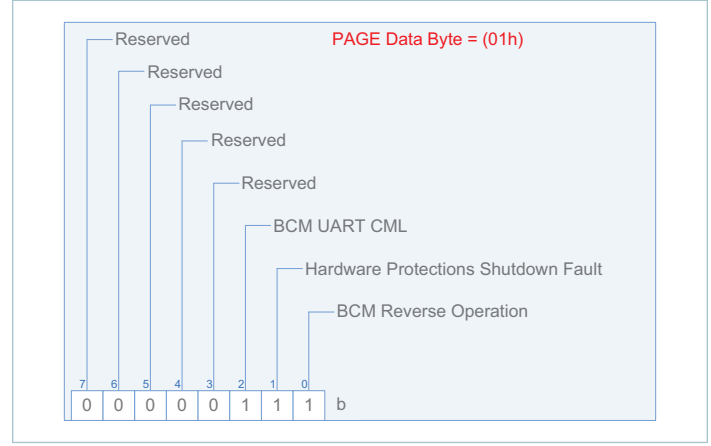 Reserved PAGE Data Byte = (01h)
Reserved
Reserved
Reserved
Reserved
BCM UART CML
Hardware Protections Shutdown Fault
BCM Reverse Operation
7 6 5 4 3 2 1 0
0 0 0 0 0 1 1 1 b